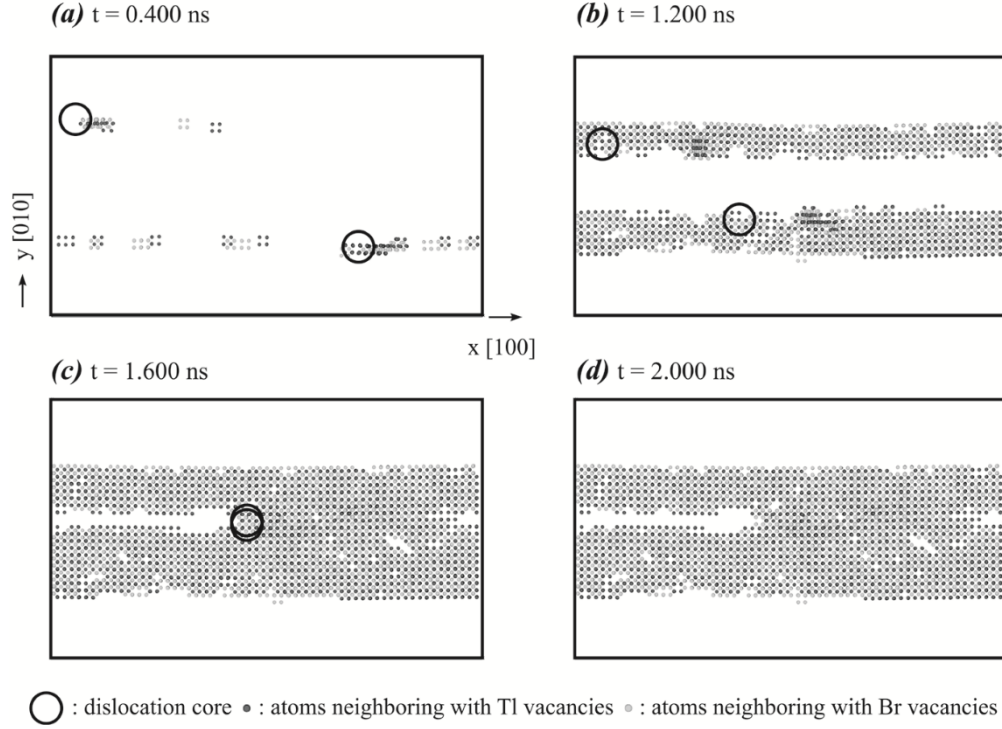 (a) t = 0.400 ns
(b) t = 1.200 ns
y [010]
x [100]
(c) t = 1.600 ns
(d) t = 2.000 ns
: dislocation core : atoms neighboring with Tl vacancies : atoms neighboring with Br vacancies